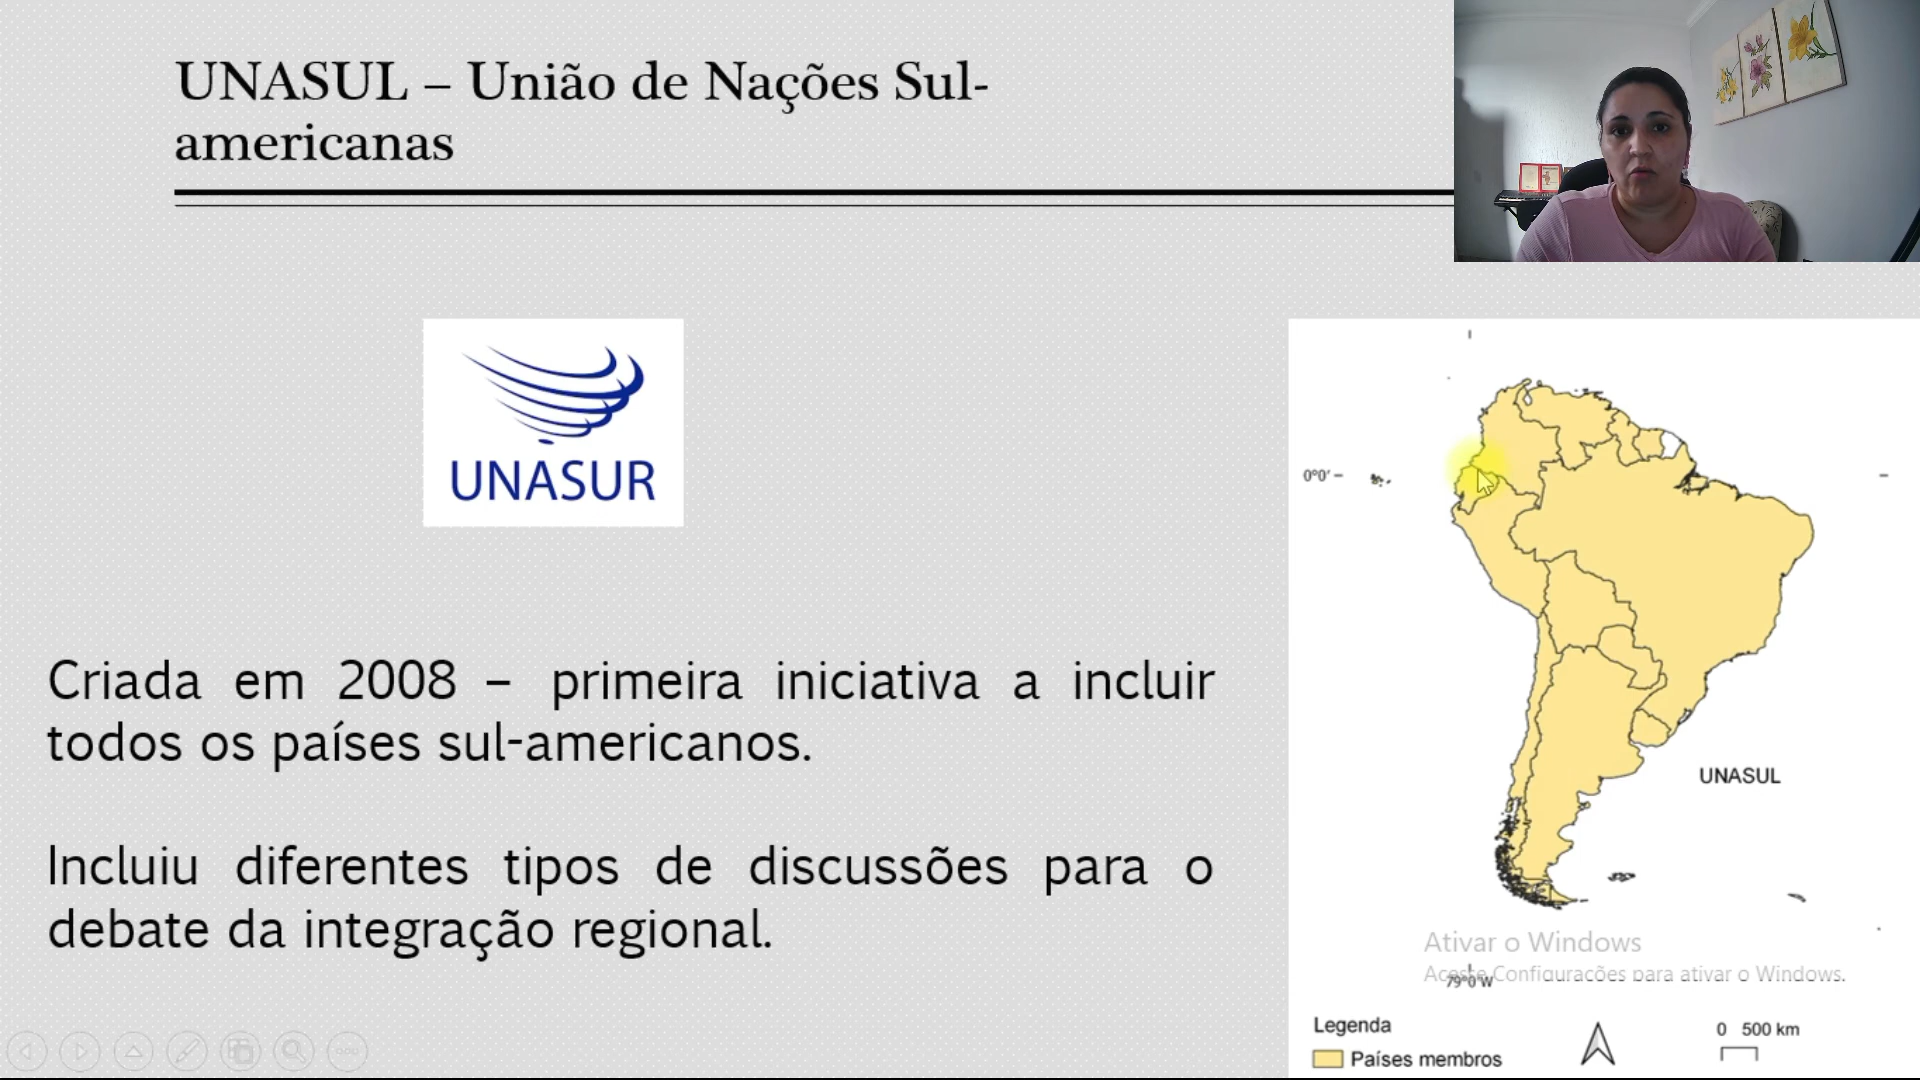 UNASUL – União de Nações Sul-
americanas
UNASUR
Criada em 2008 – primeira iniciativa a incluir
todos os países sul-americanos.
Incluiu diferentes tipos de discussões para o
debate da integração regional.
0°0'
UNASUL
Ativar o Windows
Acesse Configurações para ativar o Windows.
79°0'W
Legenda
Países membros
0 500 km